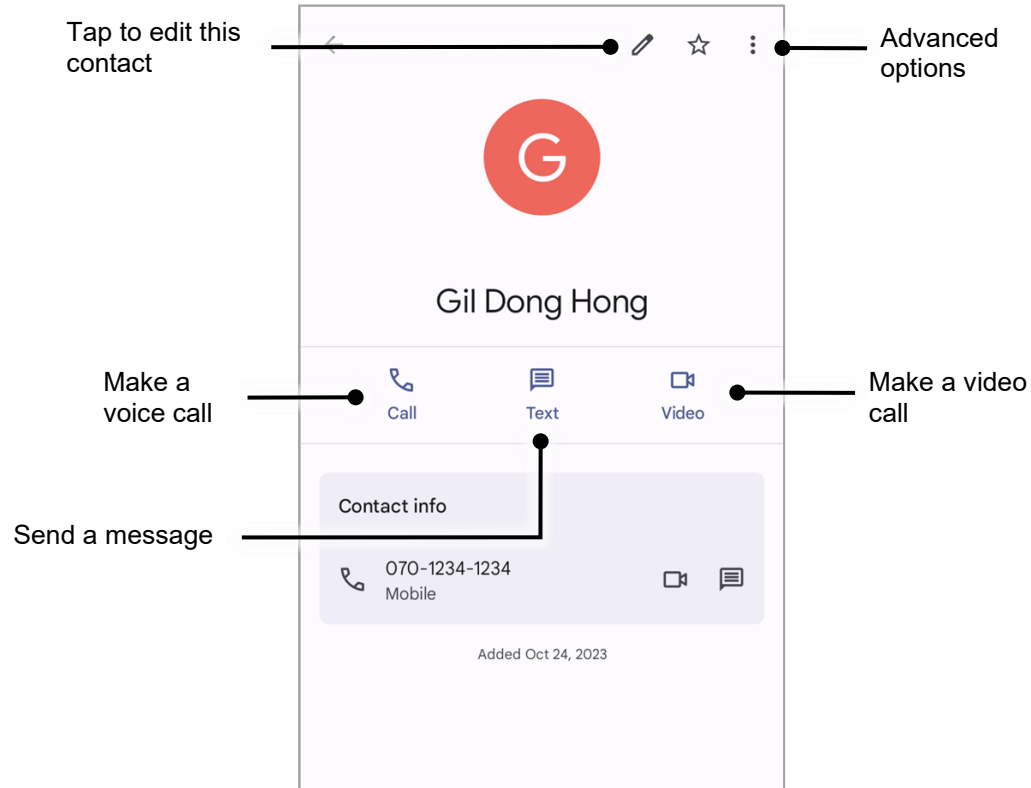 Tap to edit this
contact
Advanced
options
G
Gil Dong Hong
Make a
voice call
Call
Text
Video
Make a video
call
Send a message
Contact info
070-1234-1234
Mobile
Added Oct 24, 2023